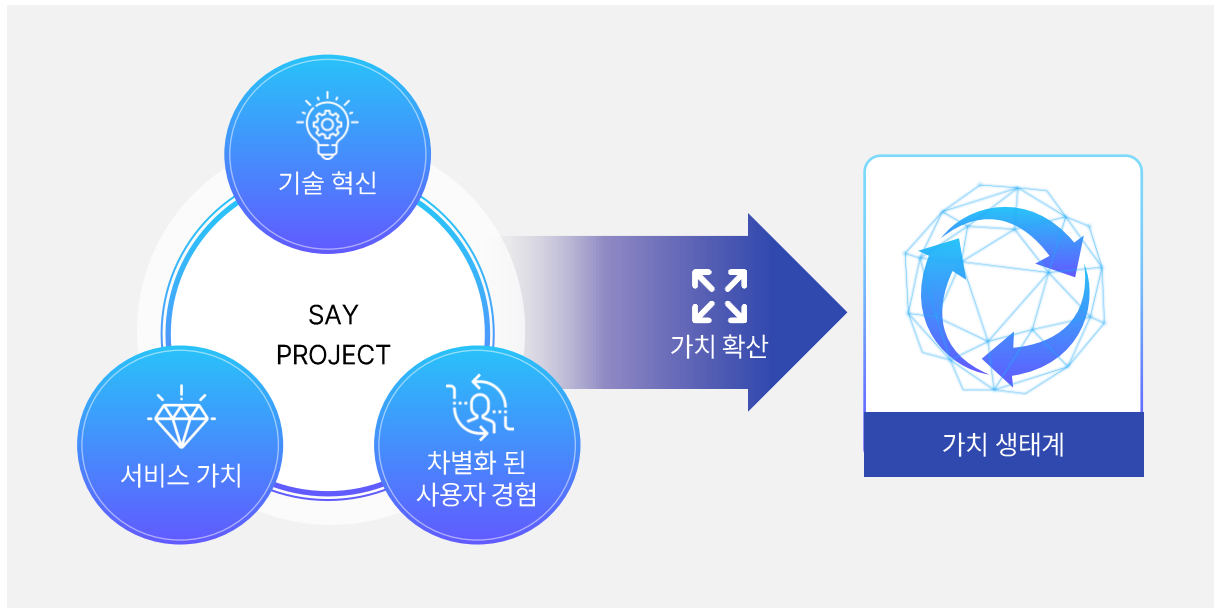 기술 혁신
SAY
PROJECT
서비스 가치
차별화 된
사용자 경험
가치 확산
가치 생태계